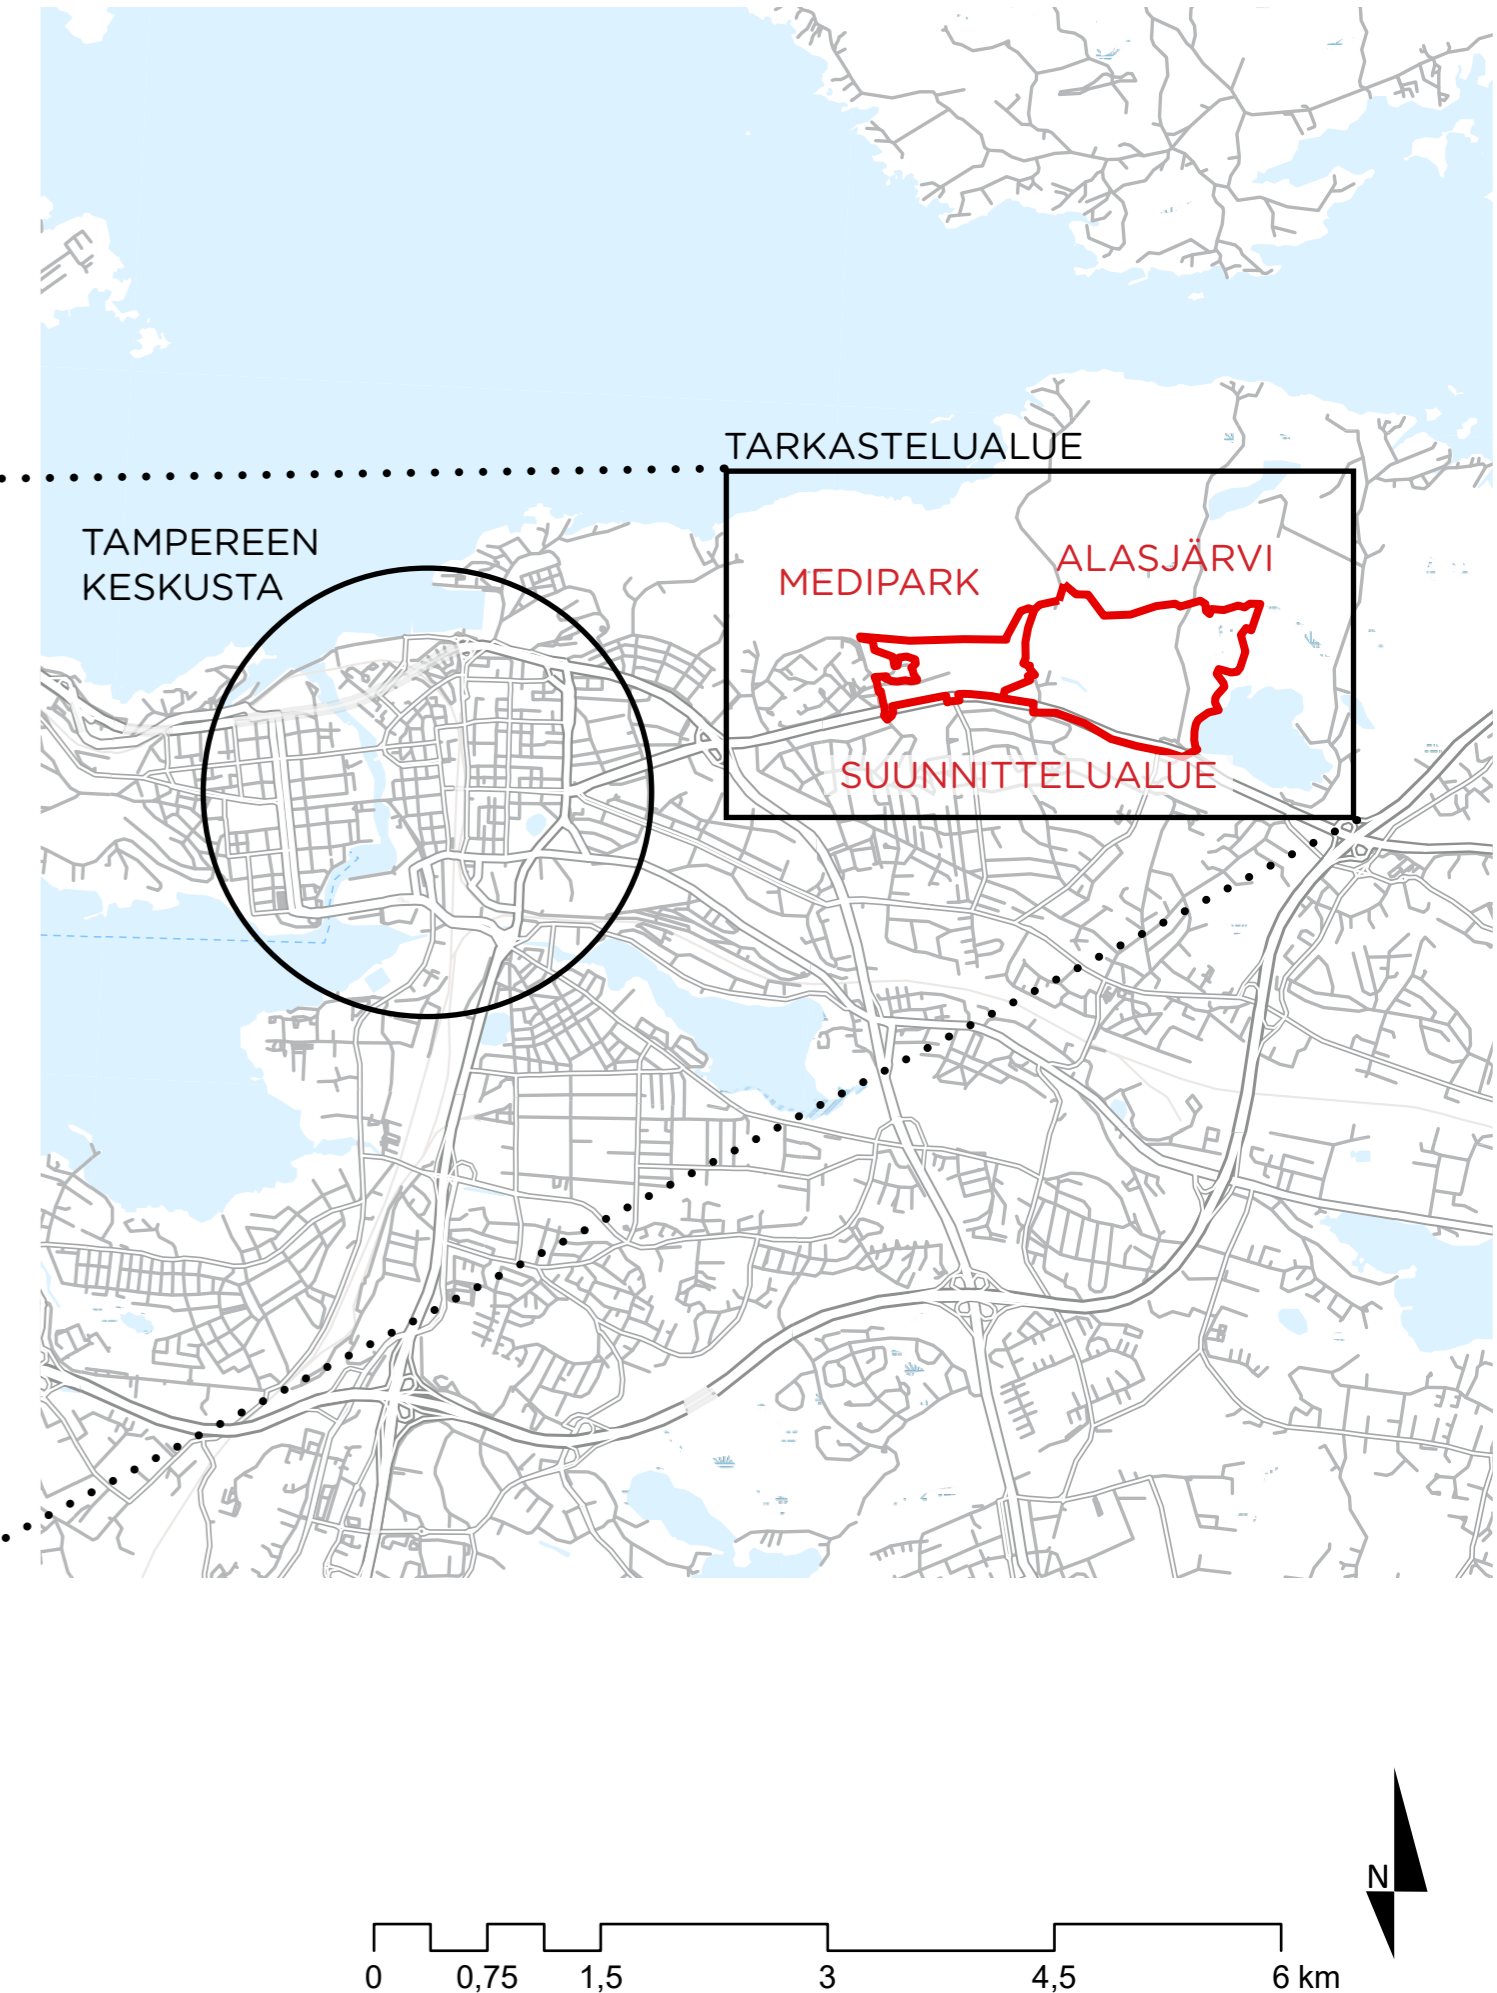 TARKASTELUALUE
TAMPEREEN
KESKUSTA
ALASJÄRVI
MEDIPARK
SUUNNITTELUALUE
N
0 0,75 1,5 3 4,5 6 km